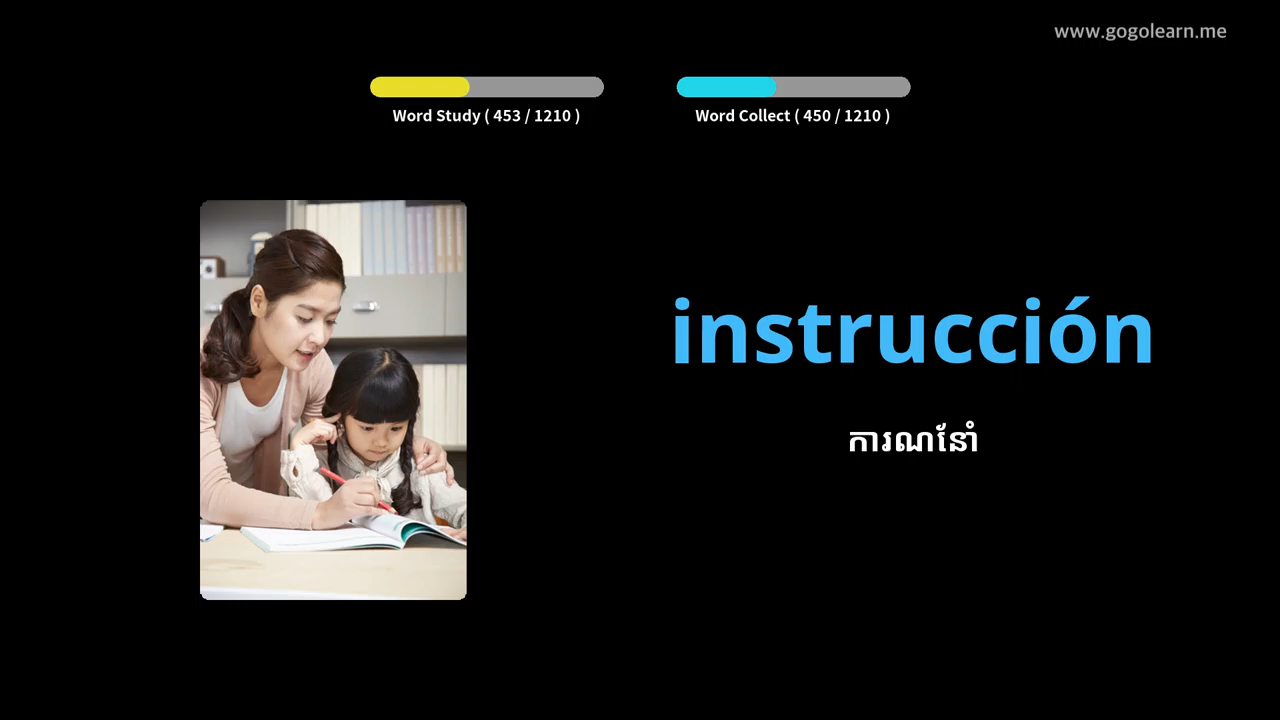 www.gogolearn.me
Word Study ( 453 / 1210 )
Word Collect ( 450 / 1210 )
instrucción
ការណែនាំ